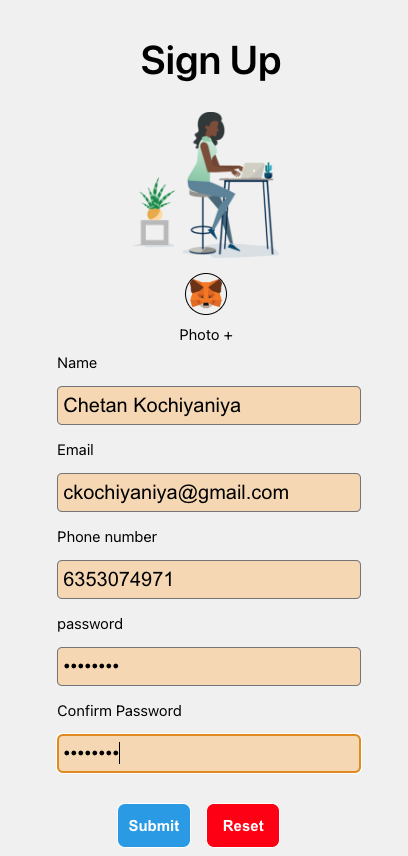 Sign Up
Photo +
Name
Chetan Kochiyaniya
Email
ckochiyaniya@gmail.com
Phone number
6353074971
password
••••••••
Confirm Password
••••••••
Submit Reset